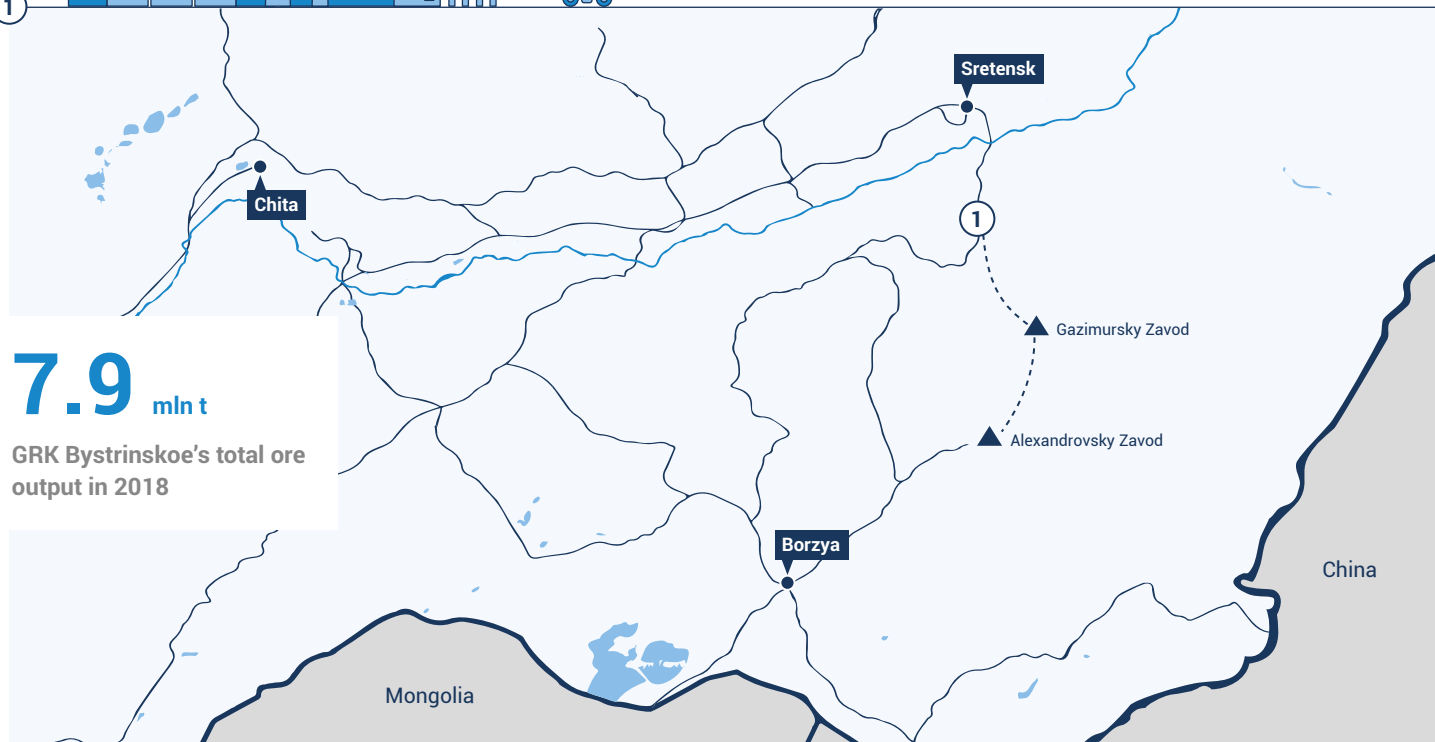 1
Sretensk
Chita
1
Gazimursky Zavod
7.9 mln t
GRK Bystrinskoe's total ore
output in 2018
Alexandrovsky Zavod
Borzya
China
Mongolia